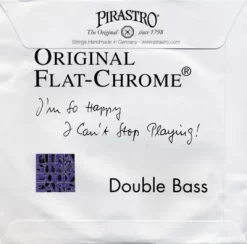 PIRASTRO
The Original since 1798
Strings Handmade in Germany www.pirastro.com
ORIGINAL
FLAT-CHROME®
I'm so Happy
I Can't Stop Playing!
Double Bass